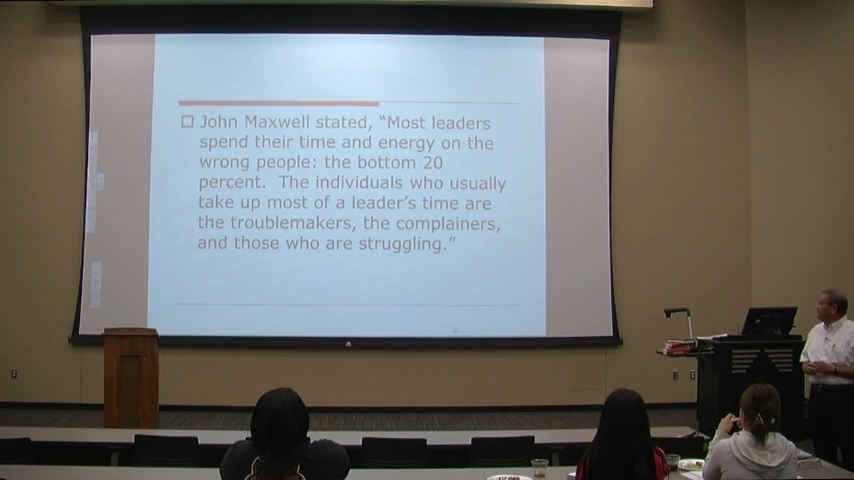 John Maxwell stated, “Most leaders
spend their time and energy on the
wrong people: the bottom 20
percent. The individuals who usually
take up most of a leader’s time are
the troublemakers, the complainers,
and those who are struggling.”